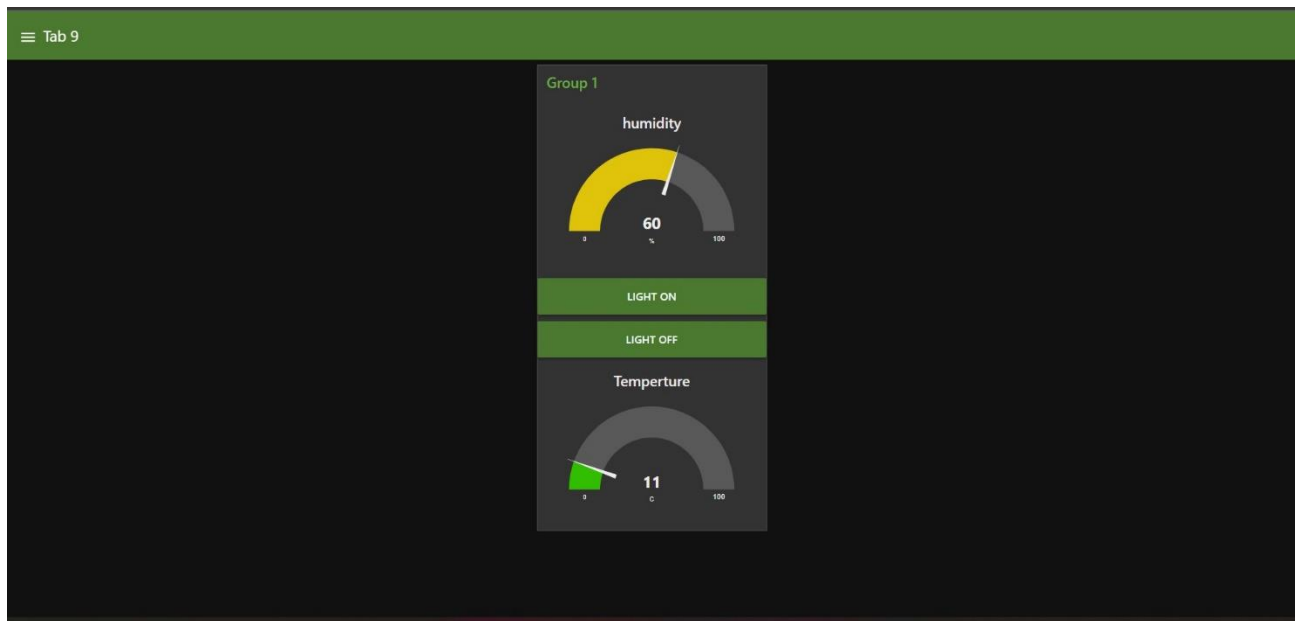 Tab 9
Group 1
humidity
60
%
0
100
LIGHT ON
LIGHT OFF
Temperture
11
C
0
100